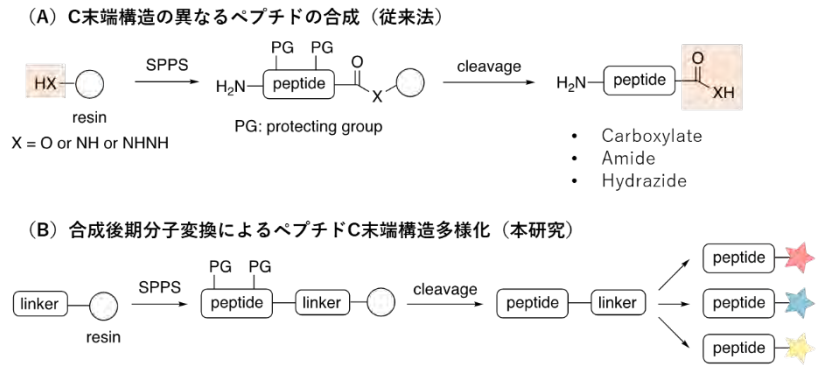 （A）C末端構造の異なるペプチドの合成（従来法）
HX
resin
X = O or NH or NHNH
SPPS
PG PG
H2N
peptide
O
X
PG: protecting group
cleavage
H2N
peptide
O
XH
• Carboxylate
• Amide
• Hydrazide
（B）合成後期分子変換によるペプチドC末端構造多様化（本研究）
linker
resin
SPPS
PG PG
peptide
linker
cleavage
peptide
linker
peptide
peptide
peptide